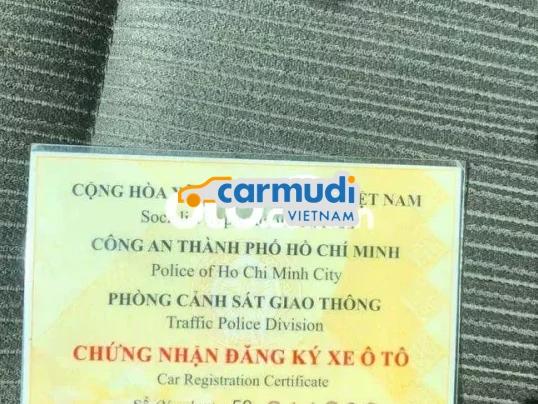 carmudi
VIETNAM
CỘNG HÒA X VIỆT NAM
CÔNG AN THÀNH PHỐ HỒ CHÍ MINH
Police of Ho Chi Minh City
PHÒNG CẢNH SÁT GIAO THÔNG
Traffic Police Division
CHỨNG NHẬN ĐĂNG KÝ XE Ô TÔ
Car Registration Certificate